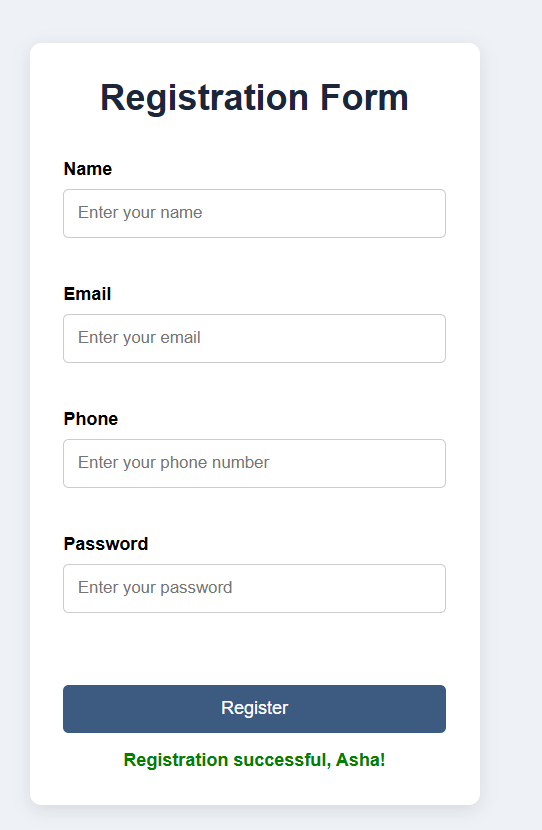 Registration Form
Name
Enter your name
Email
Enter your email
Phone
Enter your phone number
Password
Enter your password
Register
Registration successful, Asha!